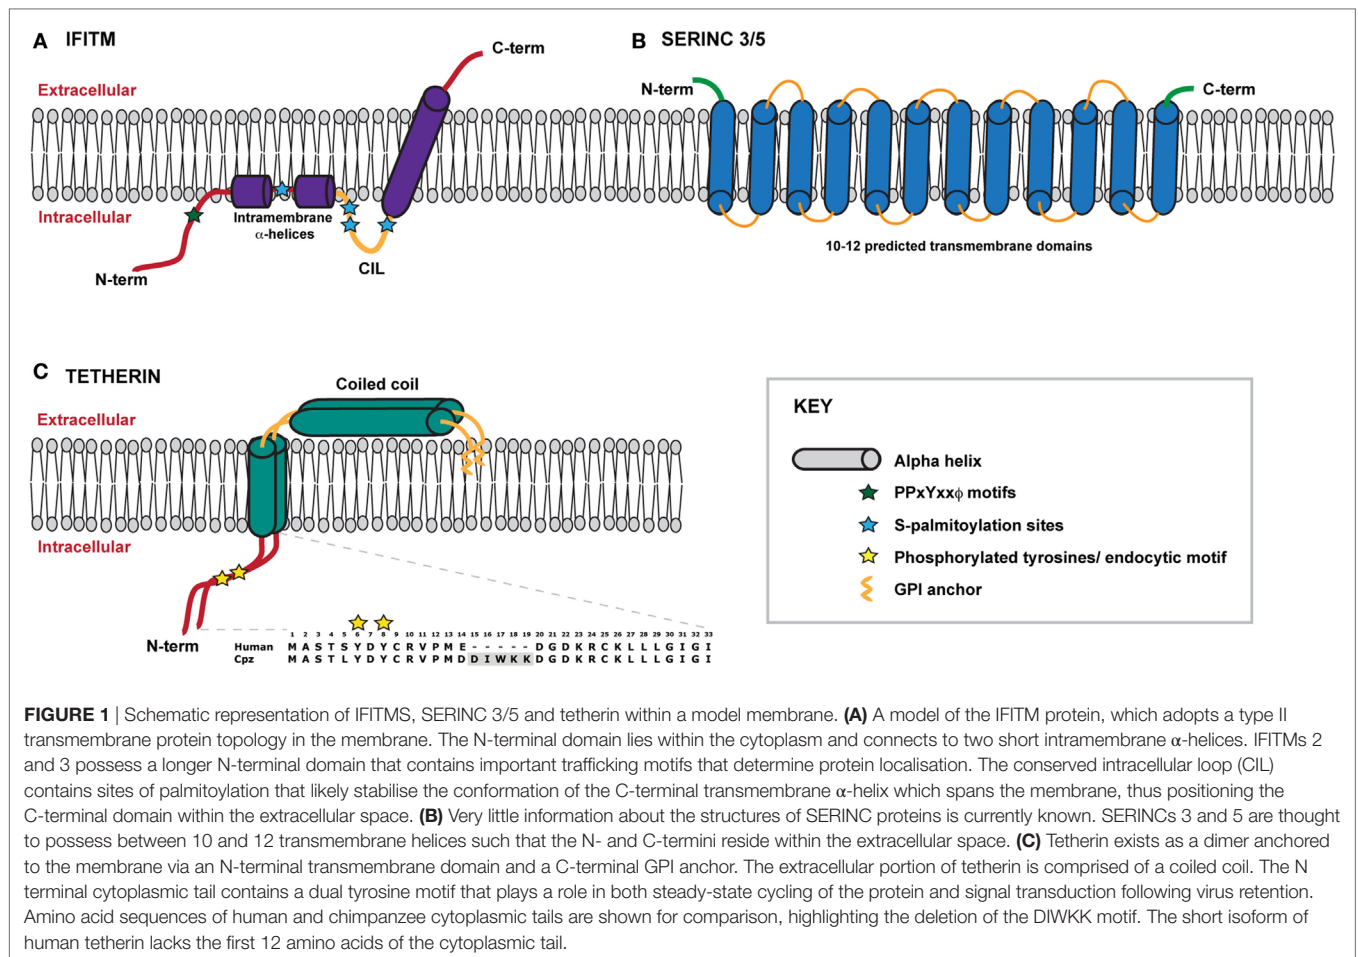 A IFITM
C-term
Extracellular
Intracellular
Intramembrane
α-helices
CIL
N-term
B SERINC 3/5
N-term
C-term
10-12 predicted transmembrane domains
C TETHERIN
Coiled coil
Extracellular
Intracellular
N-term
1 2 3 4 5 6 7 8 9 10 11 12 13 14 15 16 17 18 19 20 21 22 23 24 25 26 27 28 29 30 31 32 33
Human M A S T S Y D Y C R V P M E - - - - - D G D K R C K L L L G I G I
Cpz M A S T L Y D Y C R V P M D D I W K K D G D K R C K L L L G I G I
KEY
Alpha helix
PPxYxxϕ motifs
S-palmitoylation sites
Phosphorylated tyrosines/ endocytic motif
GPI anchor
FIGURE 1 | Schematic representation of IFITMS, SERINC 3/5 and tetherin within a model membrane. (A) A model of the IFITM protein, which adopts a type II
transmembrane protein topology in the membrane. The N-terminal domain lies within the cytoplasm and connects to two short intramembrane α-helices. IFITMs 2
and 3 possess a longer N-terminal domain that contains important trafficking motifs that determine protein localisation. The conserved intracellular loop (CIL)
contains sites of palmitoylation that likely stabilise the conformation of the C-terminal transmembrane α-helix which spans the membrane, thus positioning the
C-terminal domain within the extracellular space. (B) Very little information about the structures of SERINC proteins is currently known. SERINCs 3 and 5 are thought
to possess between 10 and 12 transmembrane helices such that the N- and C-termini reside within the extracellular space. (C) Tetherin exists as a dimer anchored
to the membrane via an N-terminal transmembrane domain and a C-terminal GPI anchor. The extracellular portion of tetherin is comprised of a coiled coil. The N
terminal cytoplasmic tail contains a dual tyrosine motif that plays a role in both steady-state cycling of the protein and signal transduction following virus retention.
Amino acid sequences of human and chimpanzee cytoplasmic tails are shown for comparison, highlighting the deletion of the DIWKK motif. The short isoform of
human tetherin lacks the first 12 amino acids of the cytoplasmic tail.